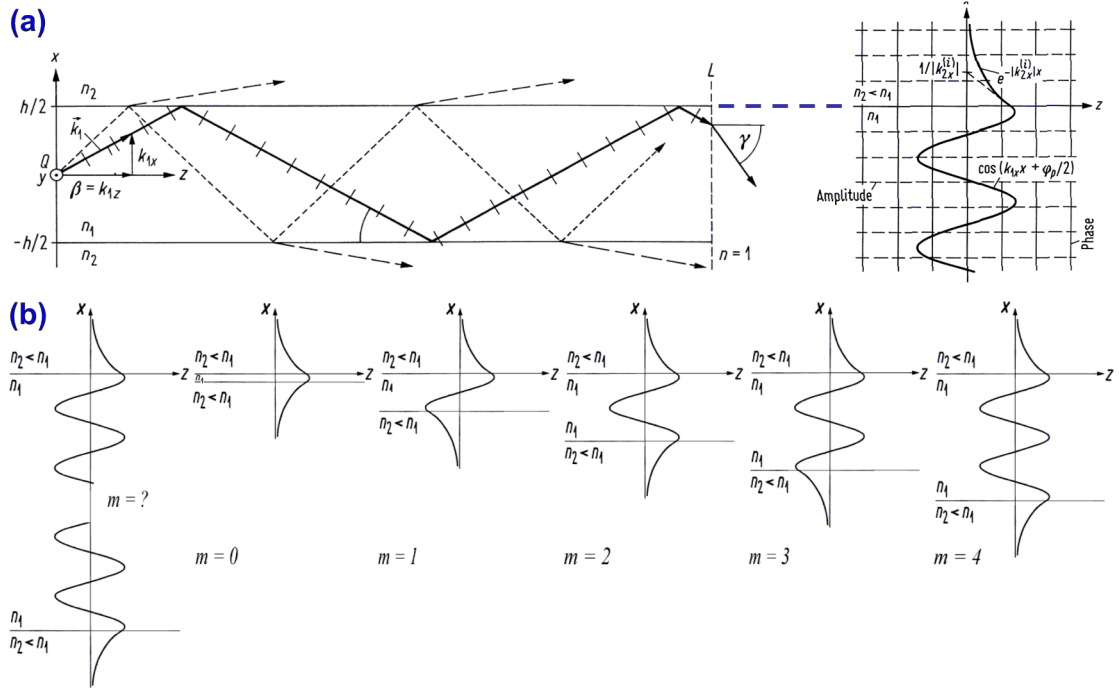 (a)
x
h/2
n₂
k⃗₁
Q
y
k₁ₓ
z
β = k₁z
n₁
-h/2
n₂
L
γ
n = 1
1/|k₂ₓ⁽ⁱ⁾|
e^-|k₂ₓ⁽ⁱ⁾|x
n₂ < n₁
n₁
z
cos (k₁ₓx + φₚ/2)
Amplitude
Phase
(b)
x
n₂ < n₁
n₁
z
m = ?
n₁
n₂ < n₁
x
n₂ < n₁
n₁
n₂ < n₁
z
m = 0
x
n₂ < n₁
n₁
z
n₂ < n₁
m = 1
x
n₂ < n₁
n₁
z
n₁
n₂ < n₁
m = 2
x
n₂ < n₁
n₁
z
n₁
n₂ < n₁
m = 3
x
n₂ < n₁
n₁
z
n₁
n₂ < n₁
m = 4